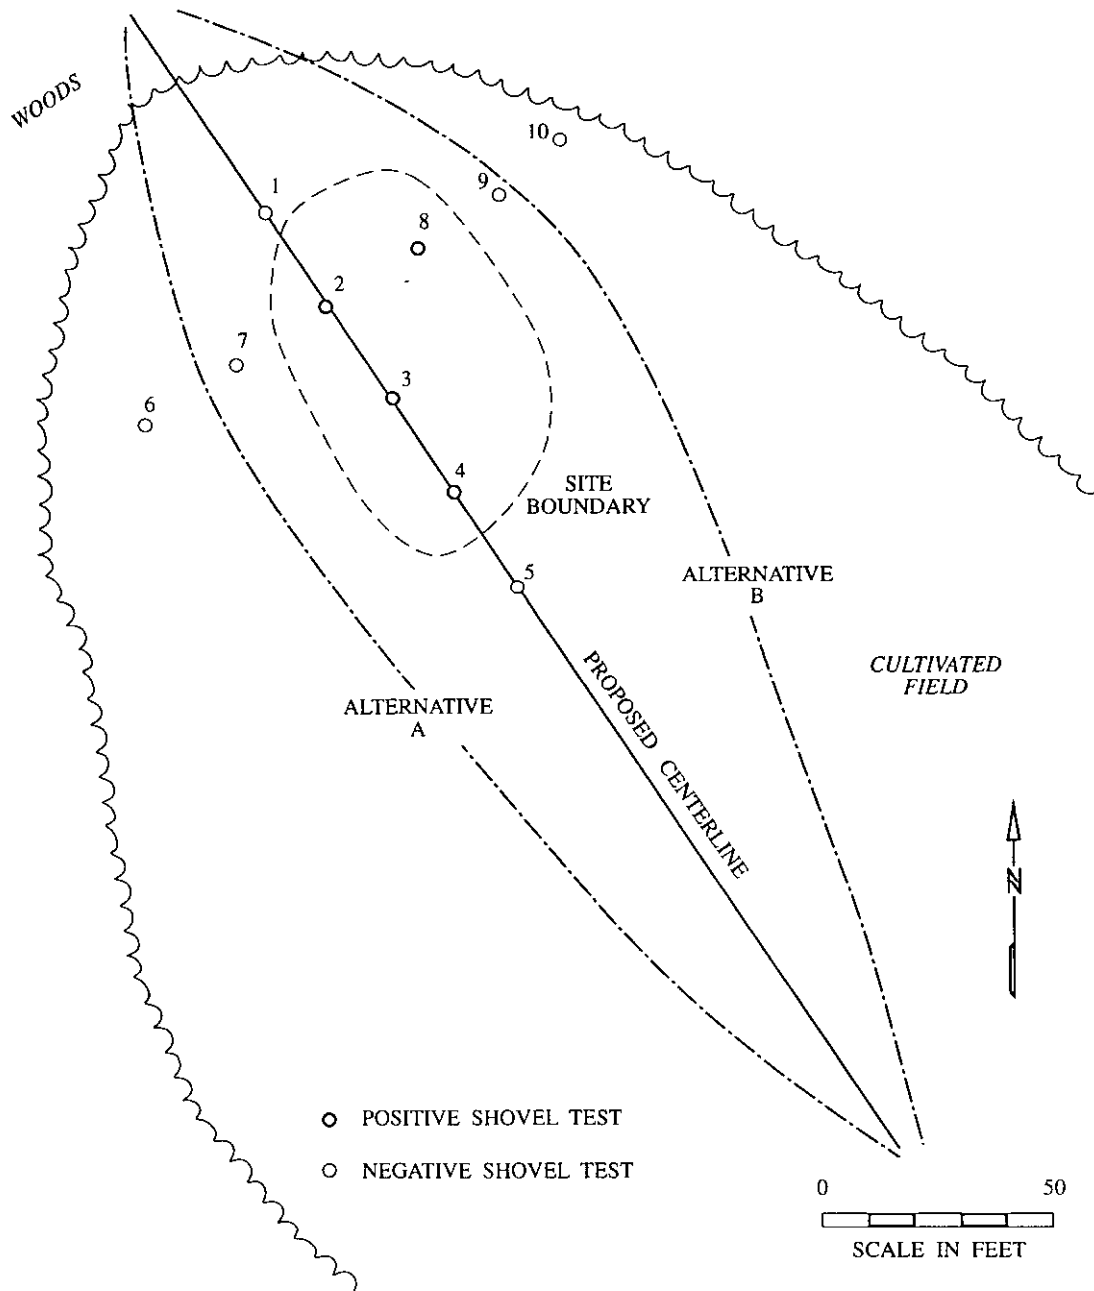 WOODS
10
9
1
8
2
7
3
6
4
SITE
BOUNDARY
5
ALTERNATIVE
B
CULTIVATED
FIELD
ALTERNATIVE
A
PROPOSED CENTERLINE
N
POSITIVE SHOVEL TEST
NEGATIVE SHOVEL TEST
0 50
SCALE IN FEET